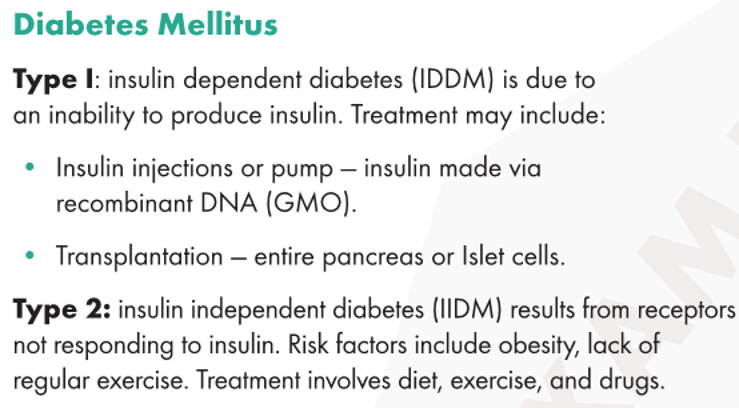 Diabetes Mellitus
Type I: insulin dependent diabetes (IDDM) is due to
an inability to produce insulin. Treatment may include:
• Insulin injections or pump – insulin made via
recombinant DNA (GMO).
• Transplantation – entire pancreas or Islet cells.
Type 2: insulin independent diabetes (IIDM) results from receptors
not responding to insulin. Risk factors include obesity, lack of
regular exercise. Treatment involves diet, exercise, and drugs.